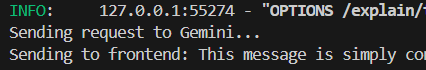 INFO:     127.0.0.1:55274 - "OPTIONS /explain/
Sending request to Gemini...
Sending to frontend: This message is simply